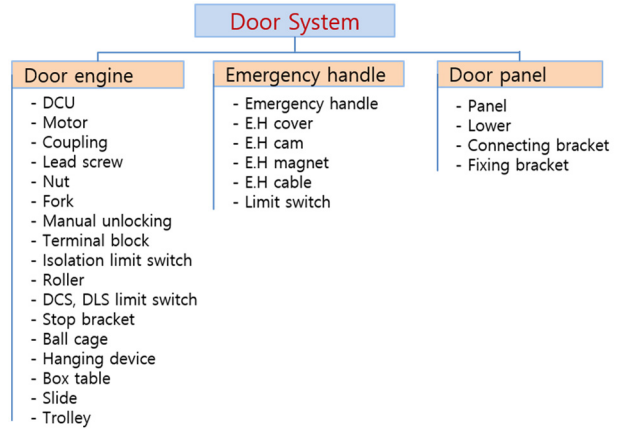 Door System
Door engine
- DCU
- Motor
- Coupling
- Lead screw
- Nut
- Fork
- Manual unlocking
- Terminal block
- Isolation limit switch
- Roller
- DCS, DLS limit switch
- Stop bracket
- Ball cage
- Hanging device
- Box table
- Slide
- Trolley
Emergency handle
- Emergency handle
- E.H cover
- E.H cam
- E.H magnet
- E.H cable
- Limit switch
Door panel
- Panel
- Lower
- Connecting bracket
- Fixing bracket